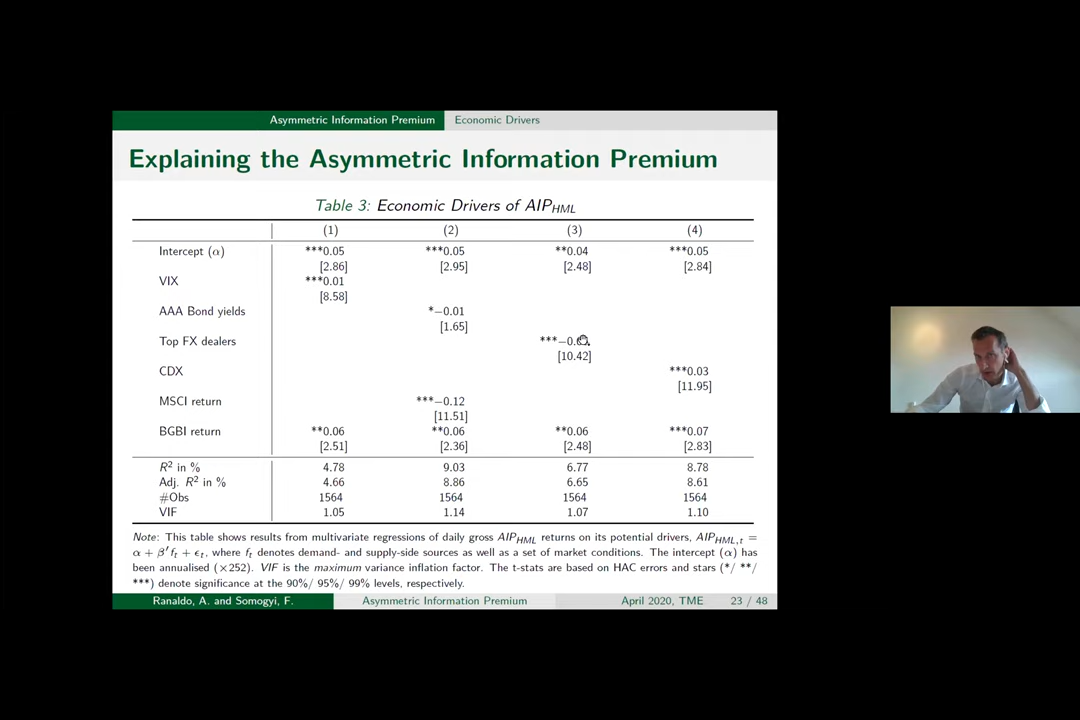 Asymmetric Information Premium Economic Drivers
Explaining the Asymmetric Information Premium
Table 3: Economic Drivers of AIP_HML
(1) (2) (3) (4)
Intercept (α) ***0.05 ***0.05 **0.04 ***0.05
[2.86] [2.95] [2.48] [2.84]
VIX ***0.01
[8.58]
AAA Bond yields *−0.01
[1.65]
Top FX dealers
[10.42]
CDX ***0.03
[11.95]
MSCI return ***−0.12
[11.51]
BGBI return **0.06 **0.06 **0.06 ***0.07
[2.51] [2.36] [2.48] [2.83]
R² in % 4.78 9.03 6.77 8.78
Adj. R² in % 4.66 8.86 6.65 8.61
#Obs 1564 1564 1564 1564
VIF 1.05 1.14 1.07 1.10
Note: This table shows results from multivariate regressions of daily gross AIP_HML returns on its potential drivers, AIP_HML,t =
α + β′f_t + ϵ_t, where f_t denotes demand- and supply-side sources as well as a set of market conditions. The intercept (α) has
been annualised (×252). VIF is the maximum variance inflation factor. The t-stats are based on HAC errors and stars (*/ **/
***) denote significance at the 90%/ 95%/ 99% levels, respectively.
Ranaldo, A. and Somogyi, F. Asymmetric Information Premium April 2020, TME 23 / 48